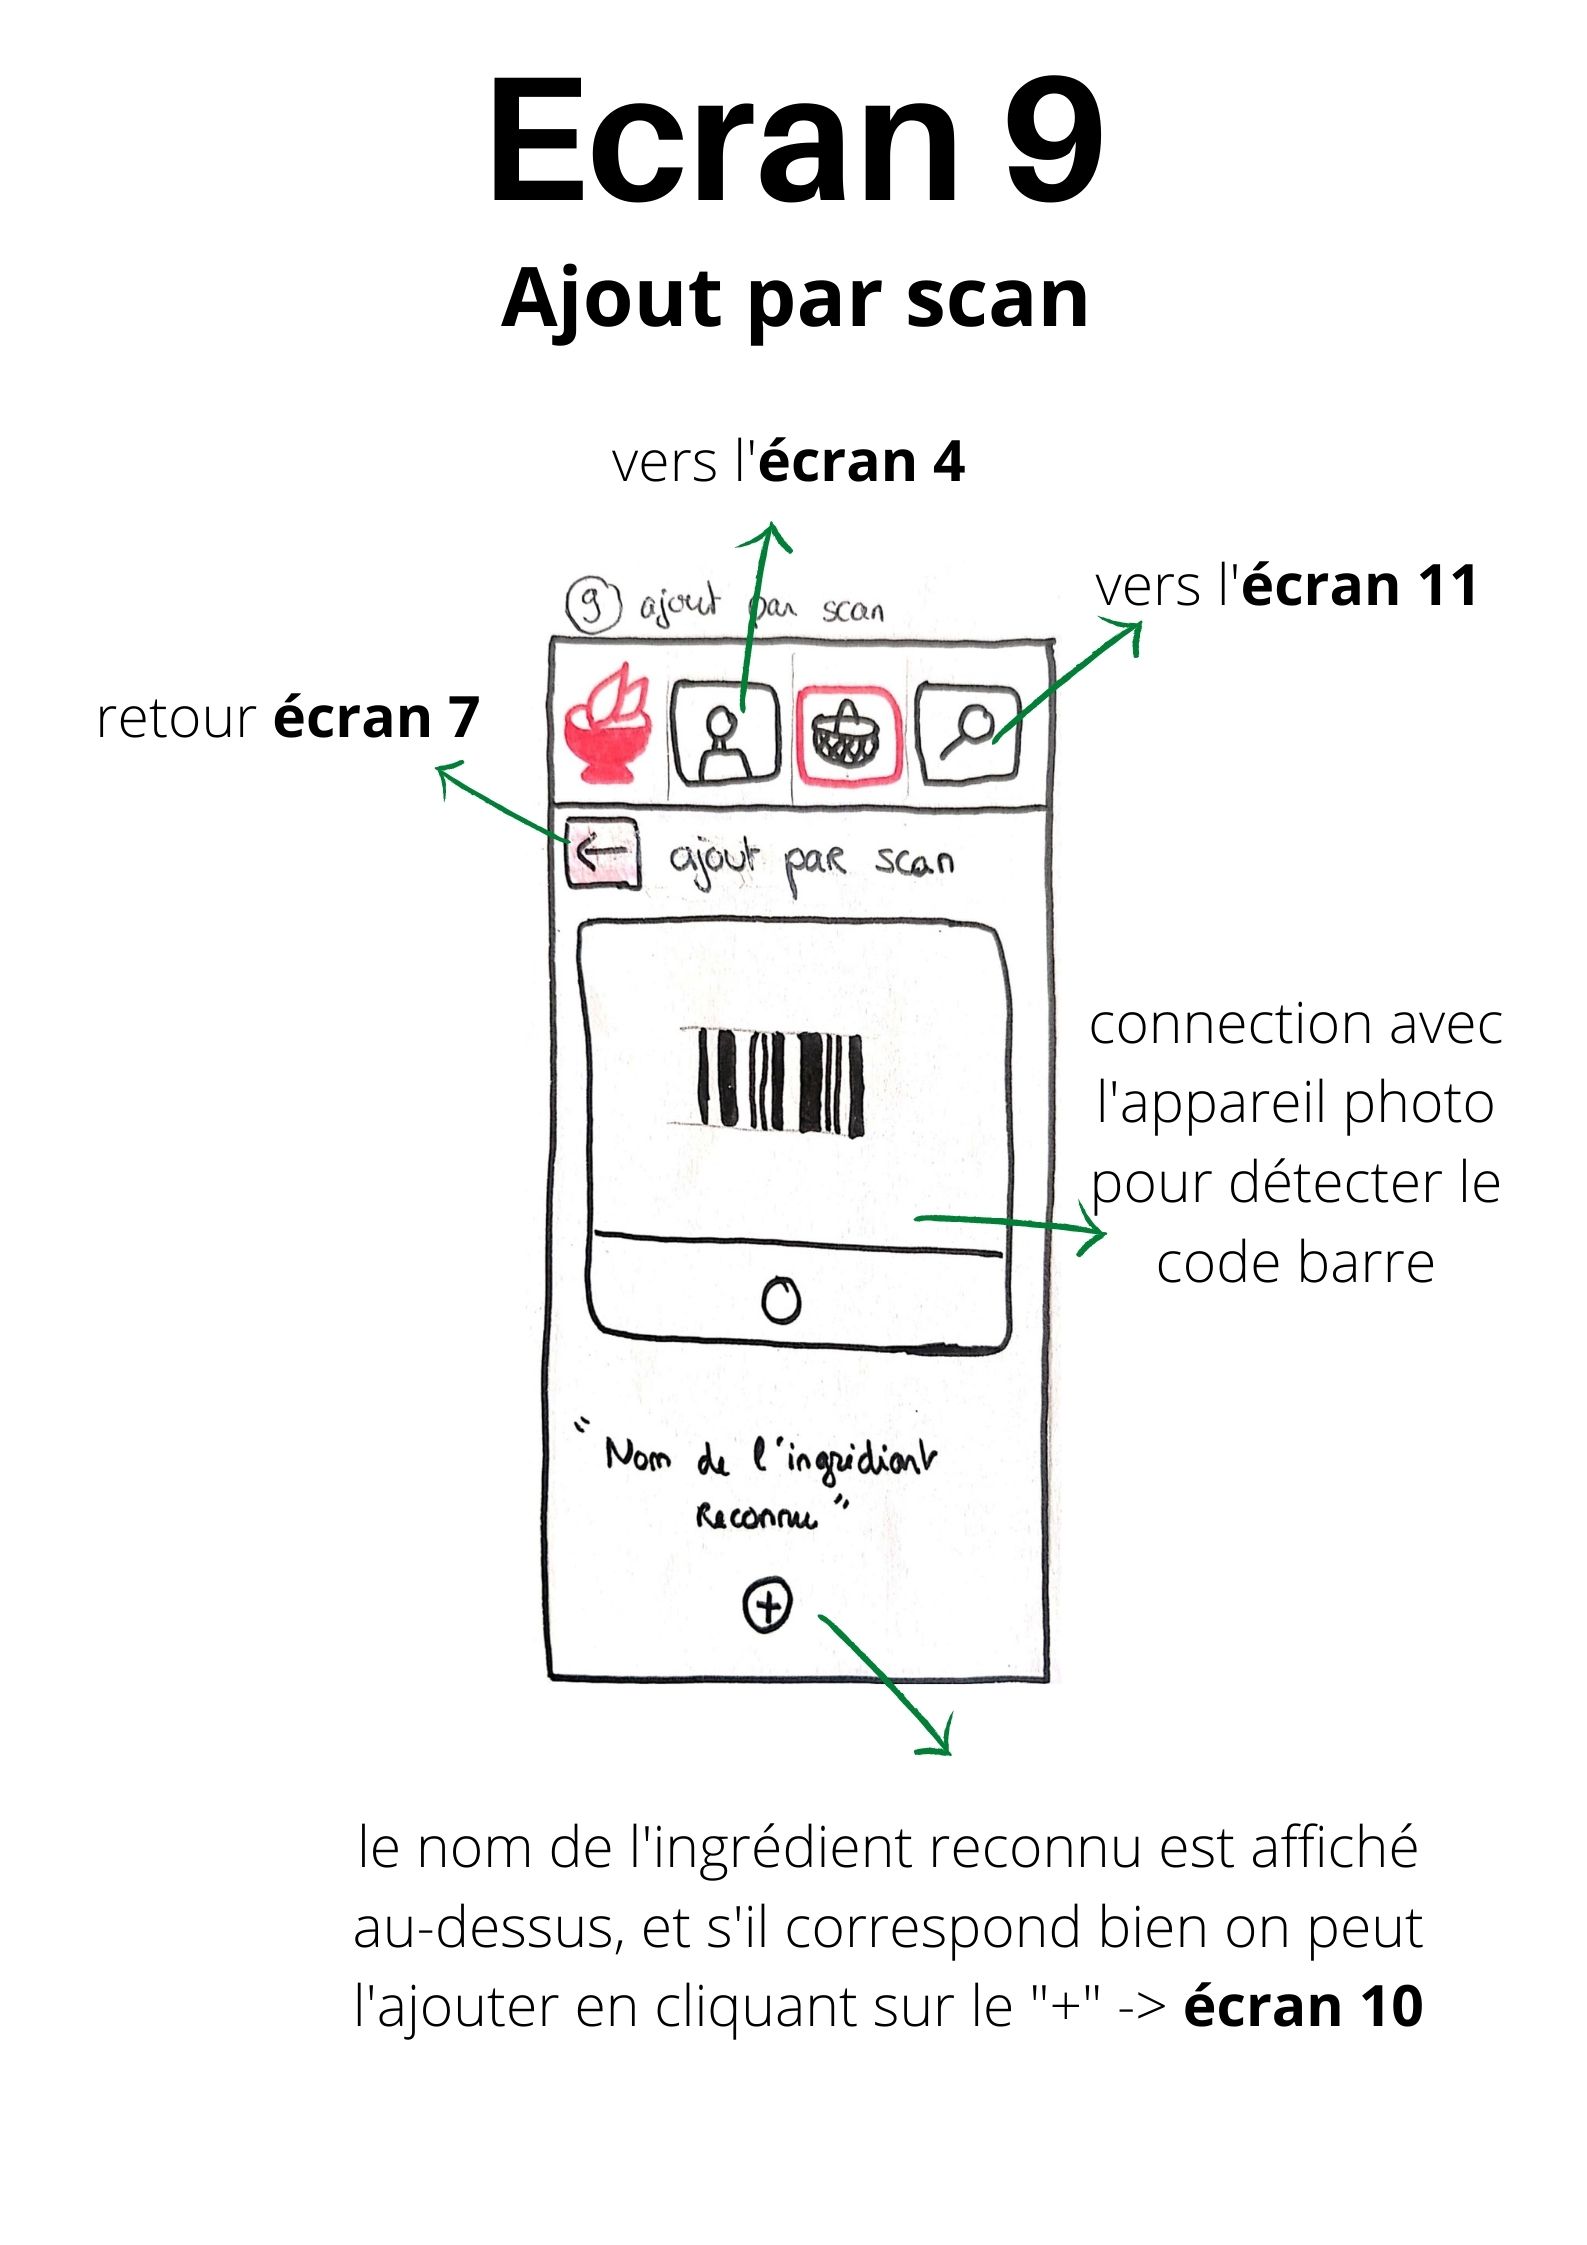 Ecran 9
Ajout par scan
vers l'écran 4
vers l'écran 11
9 ajout par scan
retour écran 7
ajout par scan
connection avec
l'appareil photo
pour détecter le
code barre
" Nom de l'ingrédiant
Reconnu "
+
le nom de l'ingrédient reconnu est affiché
au-dessus, et s'il correspond bien on peut
l'ajouter en cliquant sur le "+" -> écran 10